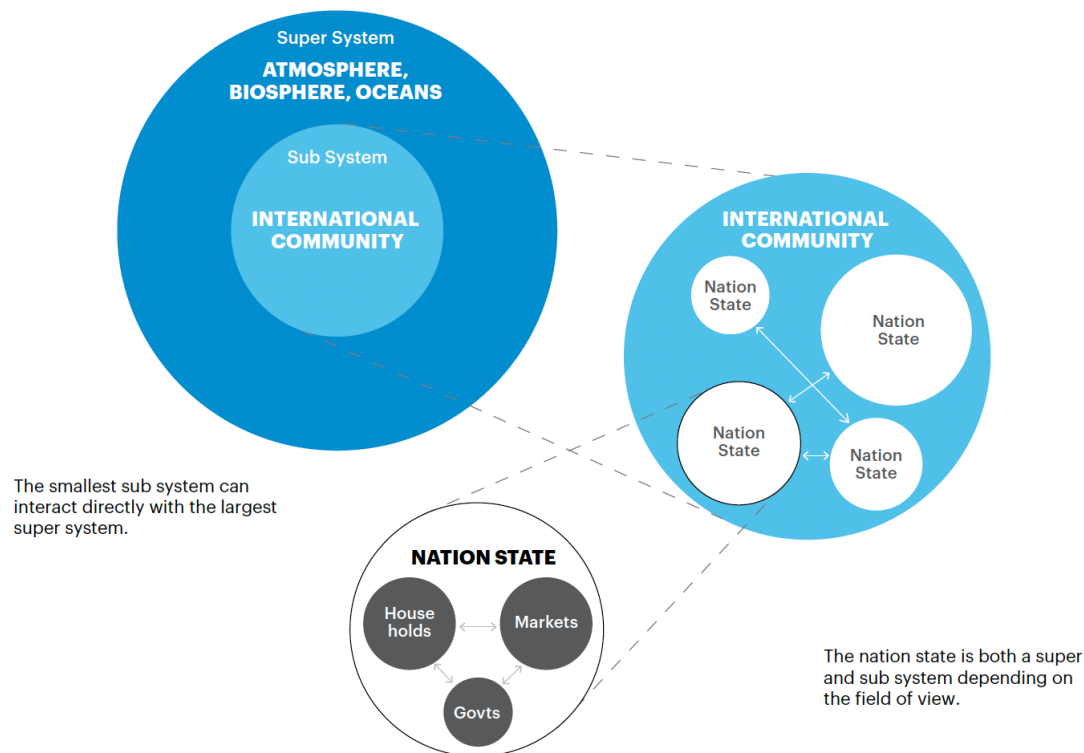 Super System
ATMOSPHERE,
BIOSPHERE, OCEANS
Sub System
INTERNATIONAL
COMMUNITY
INTERNATIONAL
COMMUNITY
Nation
State
Nation
State
Nation
State
Nation
State
The smallest sub system can
interact directly with the largest
super system.
NATION STATE
House
holds
Markets
Govts
The nation state is both a super
and sub system depending on
the field of view.